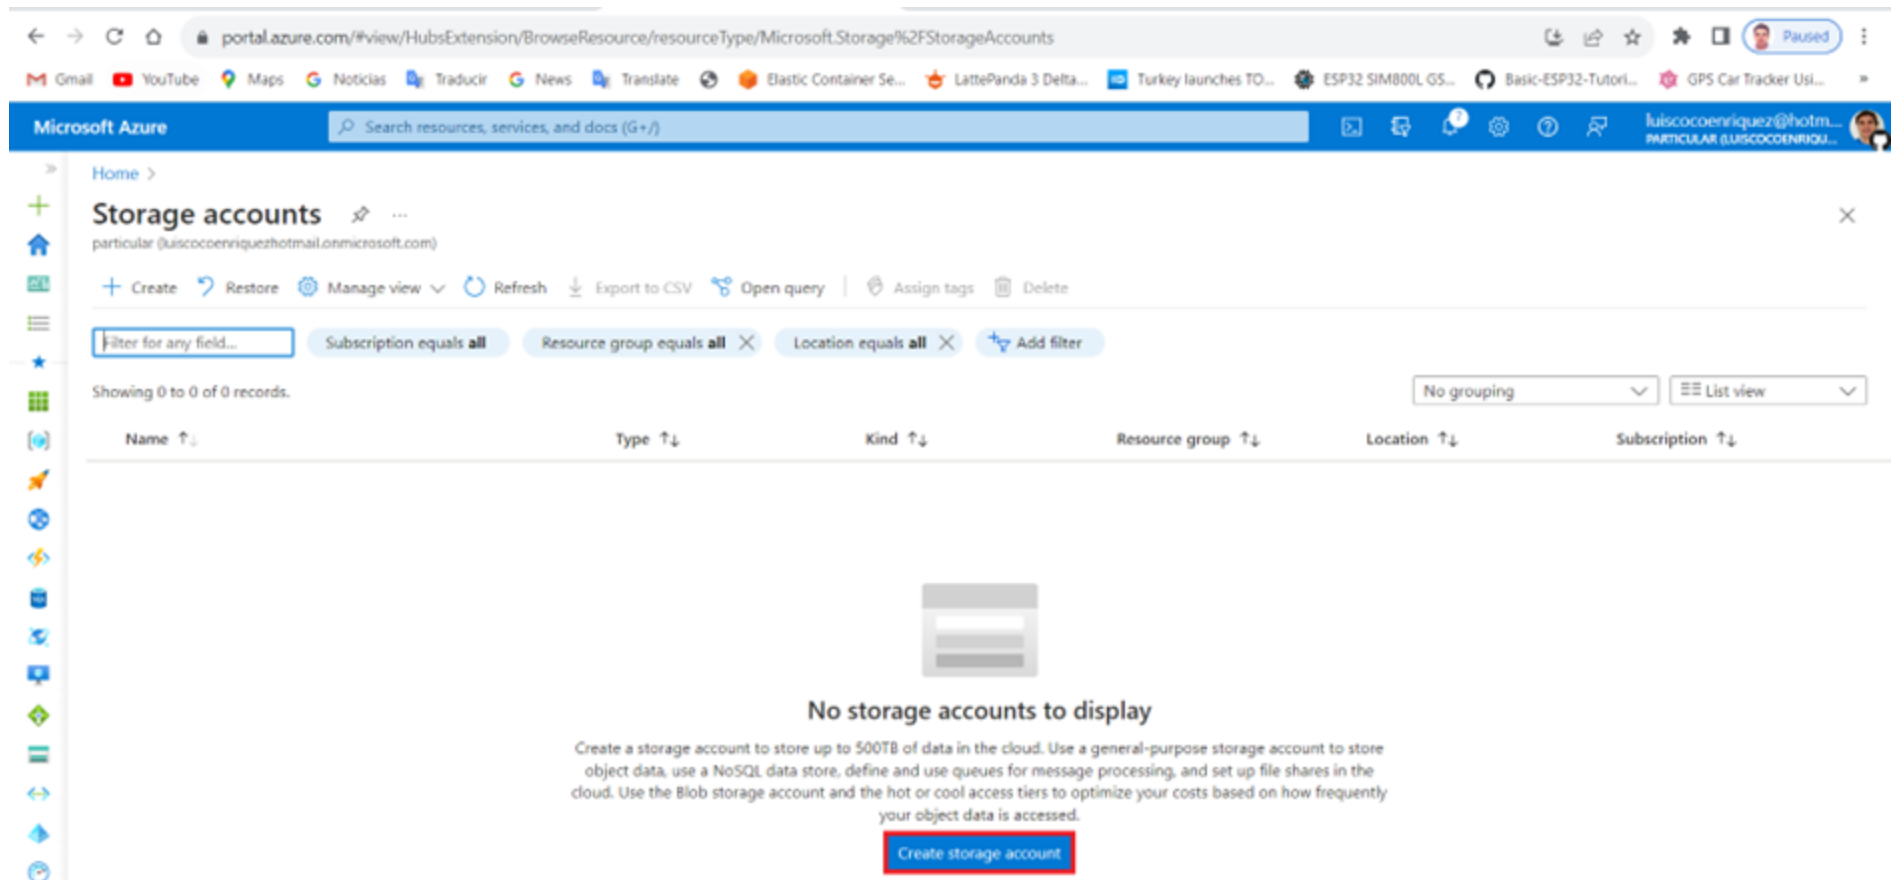 portal.azure.com/#view/HubsExtension/BrowseResource/resourceType/Microsoft.Storage%2FStorageAccounts
Paused
Gmail YouTube Maps Noticias Traducir News Translate Elastic Container Se... LattePanda 3 Delta... Turkey launches TO... ESP32 SIM800L GS... Basic-ESP32-Tutori... GPS Car Tracker Usi... »
Microsoft Azure
Search resources, services, and docs (G+/)
7
luiscocoenriquez@hotm...
PARTICULAR (LUISCOCOENRIQU...
Home >
Storage accounts ...
particular (luiscocoenriquezhotmail.onmicrosoft.com)
+ Create Restore Manage view Refresh Export to CSV Open query Assign tags Delete
Filter for any field... Subscription equals all Resource group equals all Location equals all Add filter
Showing 0 to 0 of 0 records.
No grouping List view
Name Type Kind Resource group Location Subscription
No storage accounts to display
Create a storage account to store up to 500TB of data in the cloud. Use a general-purpose storage account to store
object data, use a NoSQL data store, define and use queues for message processing, and set up file shares in the
cloud. Use the Blob storage account and the hot or cool access tiers to optimize your costs based on how frequently
your object data is accessed.
Create storage account